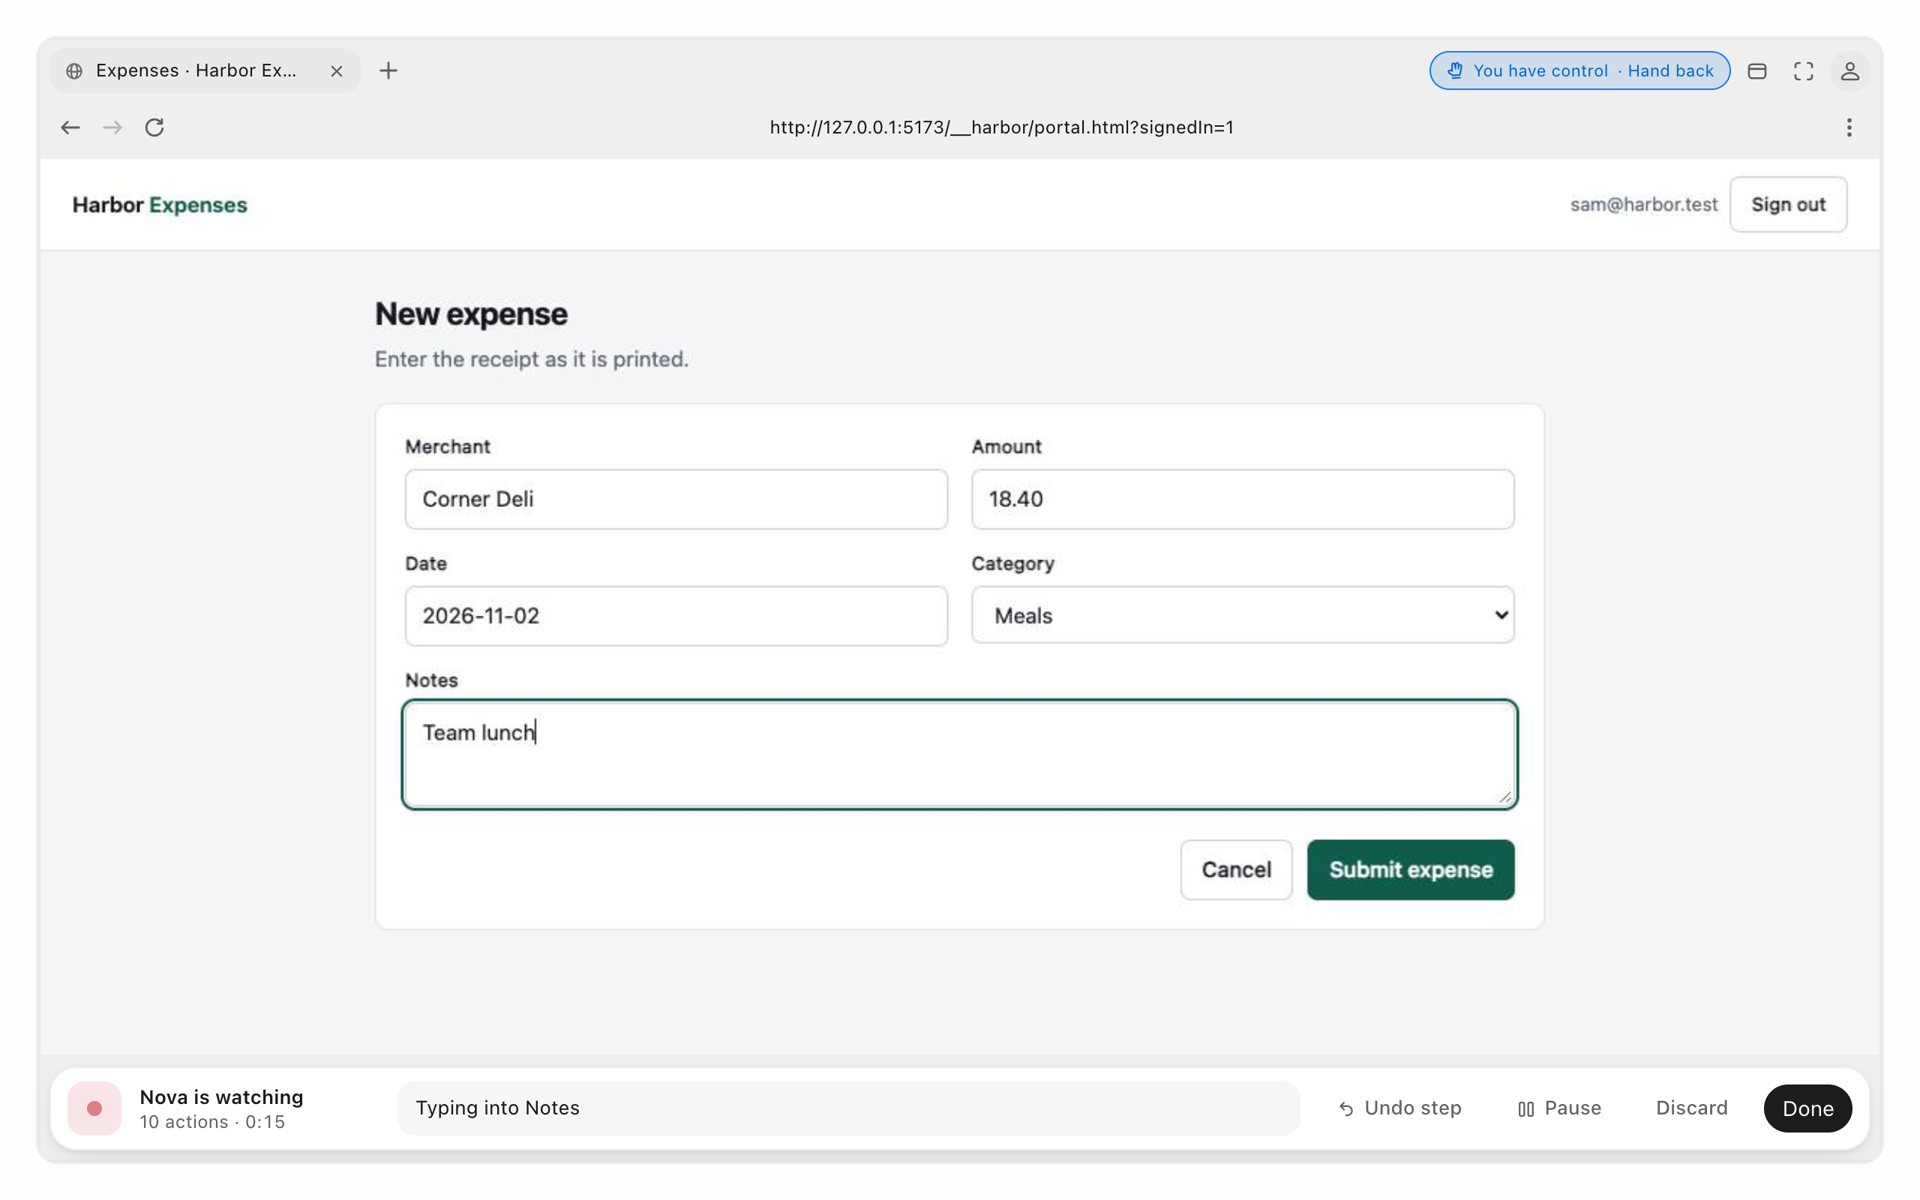 Expenses · Harbor Ex...
You have control · Hand back
http://127.0.0.1:5173/__harbor/portal.html?signedIn=1
Harbor Expenses
sam@harbor.test
Sign out
New expense
Enter the receipt as it is printed.
Merchant
Amount
Corner Deli
18.40
Date
Category
2026-11-02
Meals
Notes
Team lunch
Cancel
Submit expense
Nova is watching
10 actions · 0:15
Typing into Notes
Undo step
Pause
Discard
Done